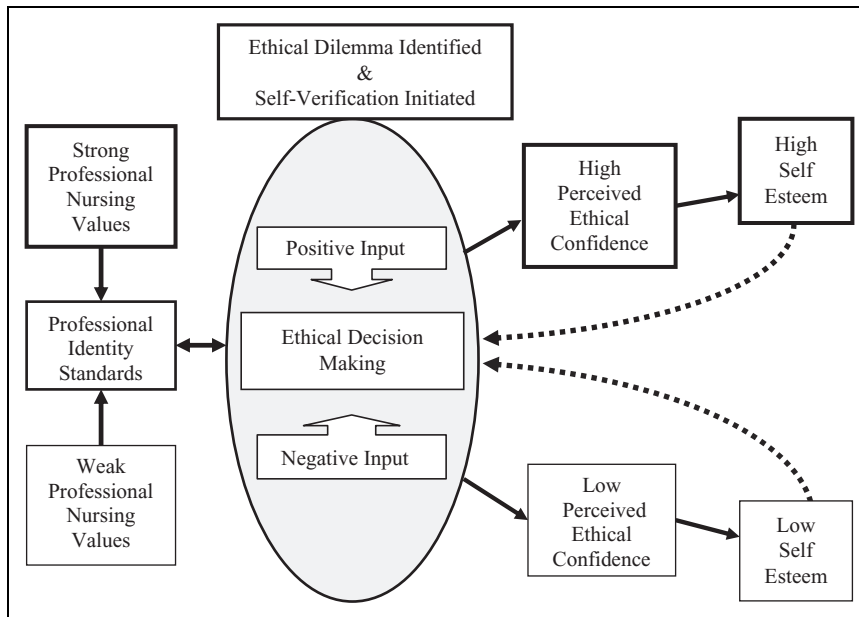 Ethical Dilemma Identified
&
Self-Verification Initiated
Strong
Professional
Nursing
Values
Professional
Identity
Standards
Weak
Professional
Nursing
Values
Positive Input
Ethical Decision
Making
Negative Input
High
Perceived
Ethical
Confidence
High
Self
Esteem
Low
Perceived
Ethical
Confidence
Low
Self
Esteem